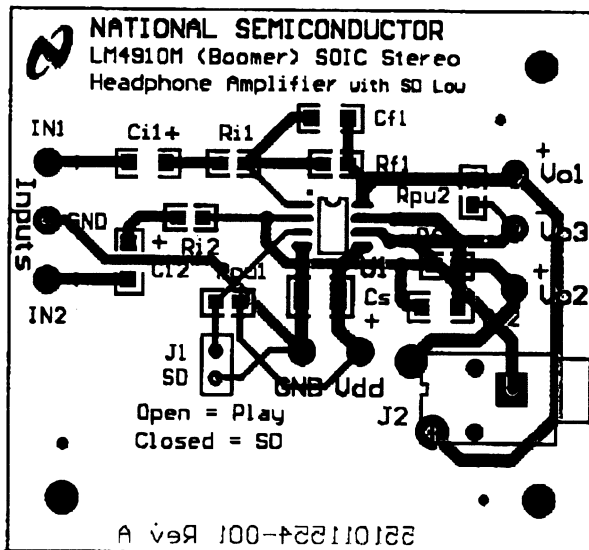 NATIONAL SEMICONDUCTOR
LM4910M (Boomer) SOIC Stereo
Headphone Amplifier with SD Low
Cf1
IN1
Ci1+
Ri1
Rf1
+
Vo1
Rpu2
Inputs
GND
-
Vo3
+
Ri2
Ci2
Rpd1
U1
+
Vo2
IN2
Cs
+
J1
SD
GND Vdd
J2
Open = Play
Closed = SD
551011554-001 Rev A